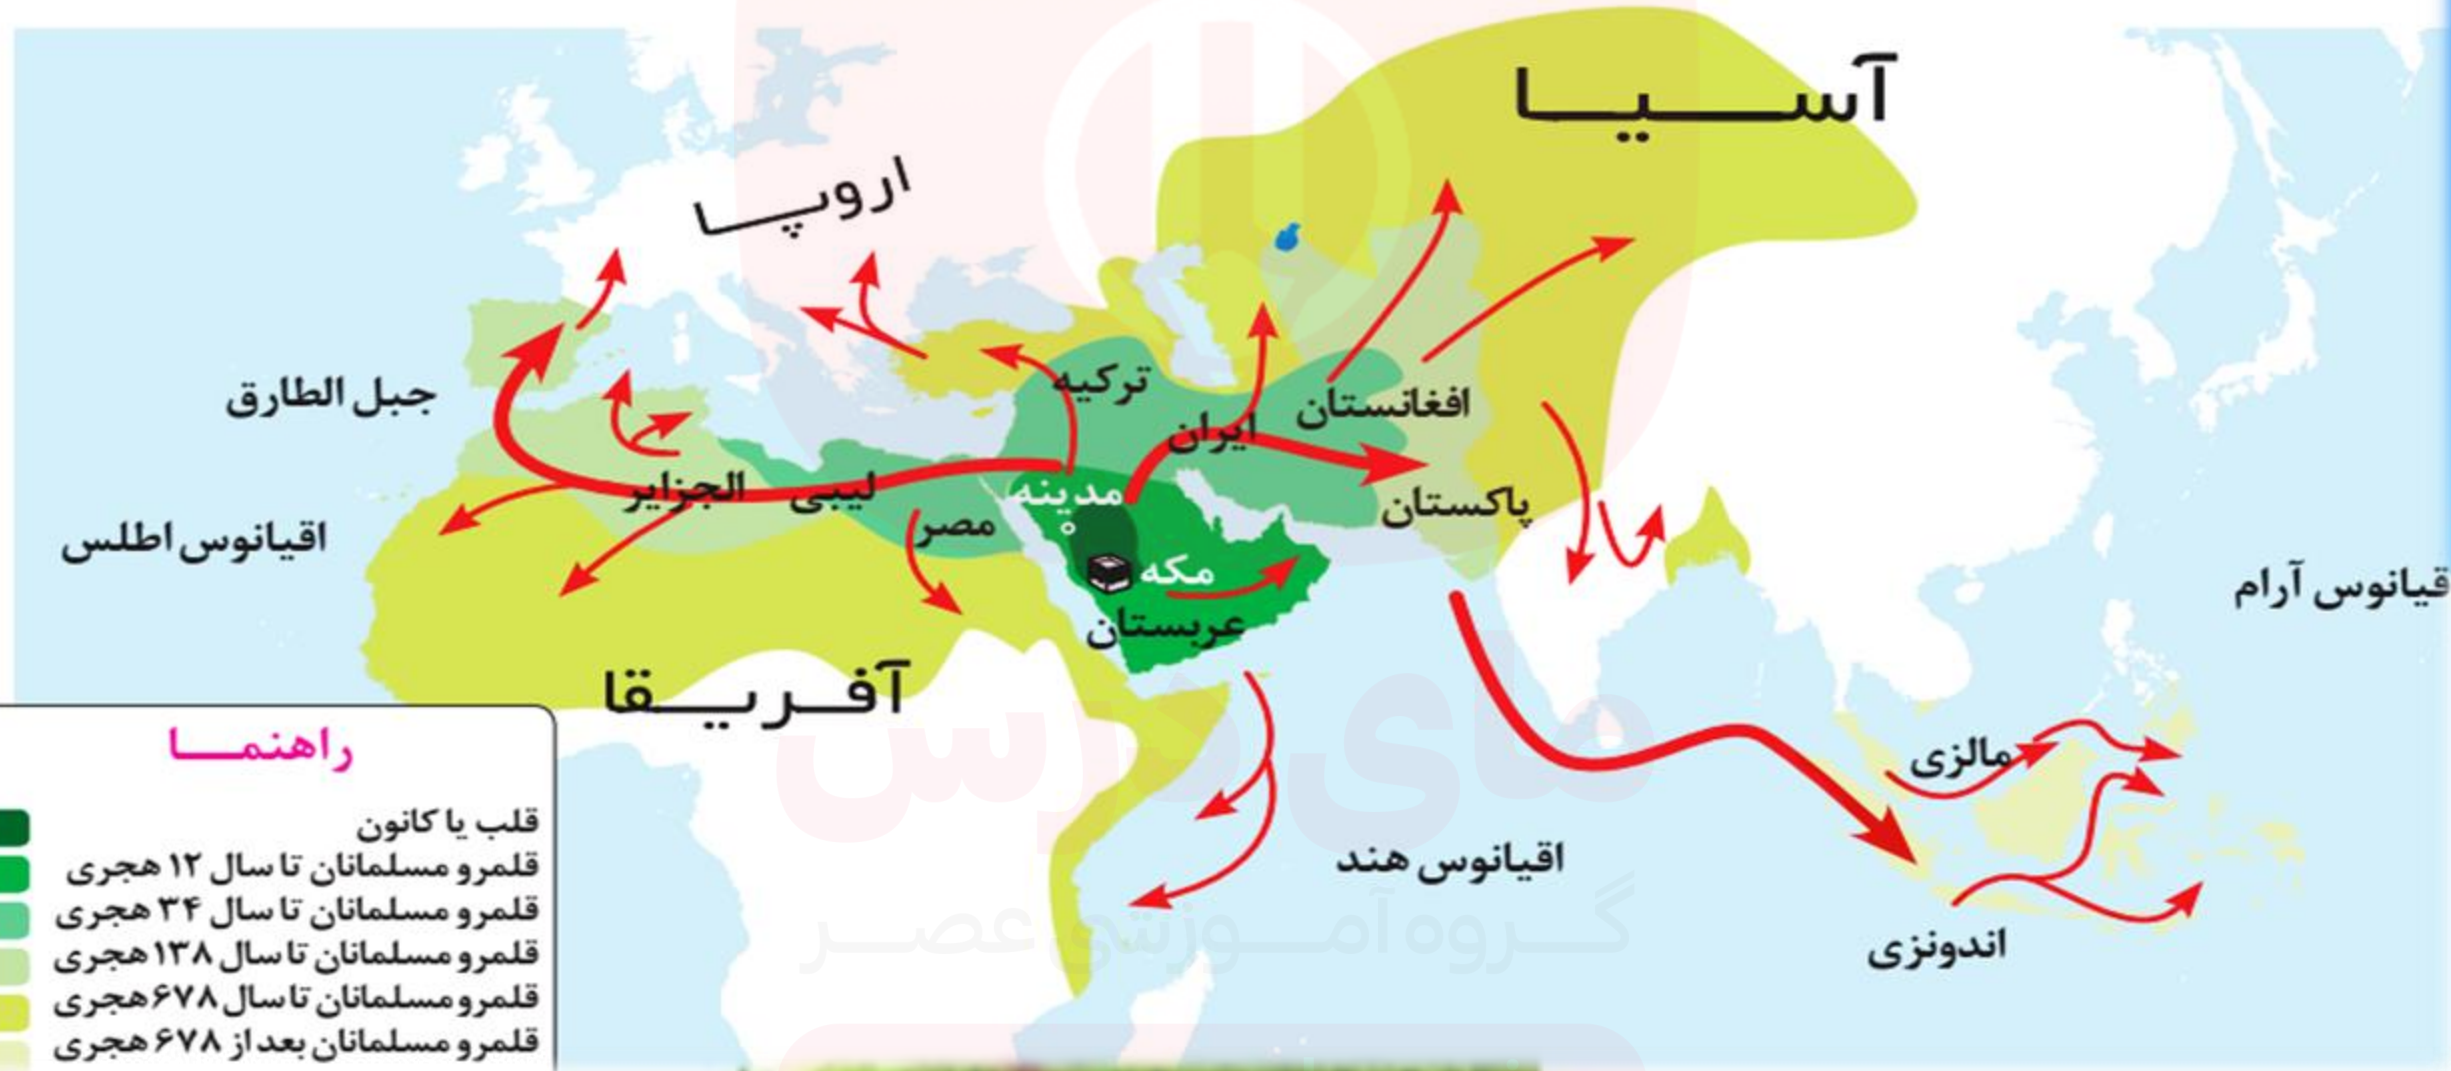 آسیا
اروپا
ترکیه
افغانستان
ایران
جبل الطارق
مدینه
الجزایر
لیبی
پاکستان
مصر
اقیانوس اطلس
مکه
قیانوس آرام
عربستان
آفریقا
مالزی
اقیانوس هند
اندونزی
مای درس
گروه آموزشی عصر
راهنما
قلب یا کانون
قلمرو مسلمانان تا سال ۱۲ هجری
قلمرو مسلمانان تا سال ۳۴ هجری
قلمرو مسلمانان تا سال ۱۳۸ هجری
قلمرو مسلمانان تا سال ۶۷۸ هجری
قلمرو مسلمانان بعد از ۶۷۸ هجری